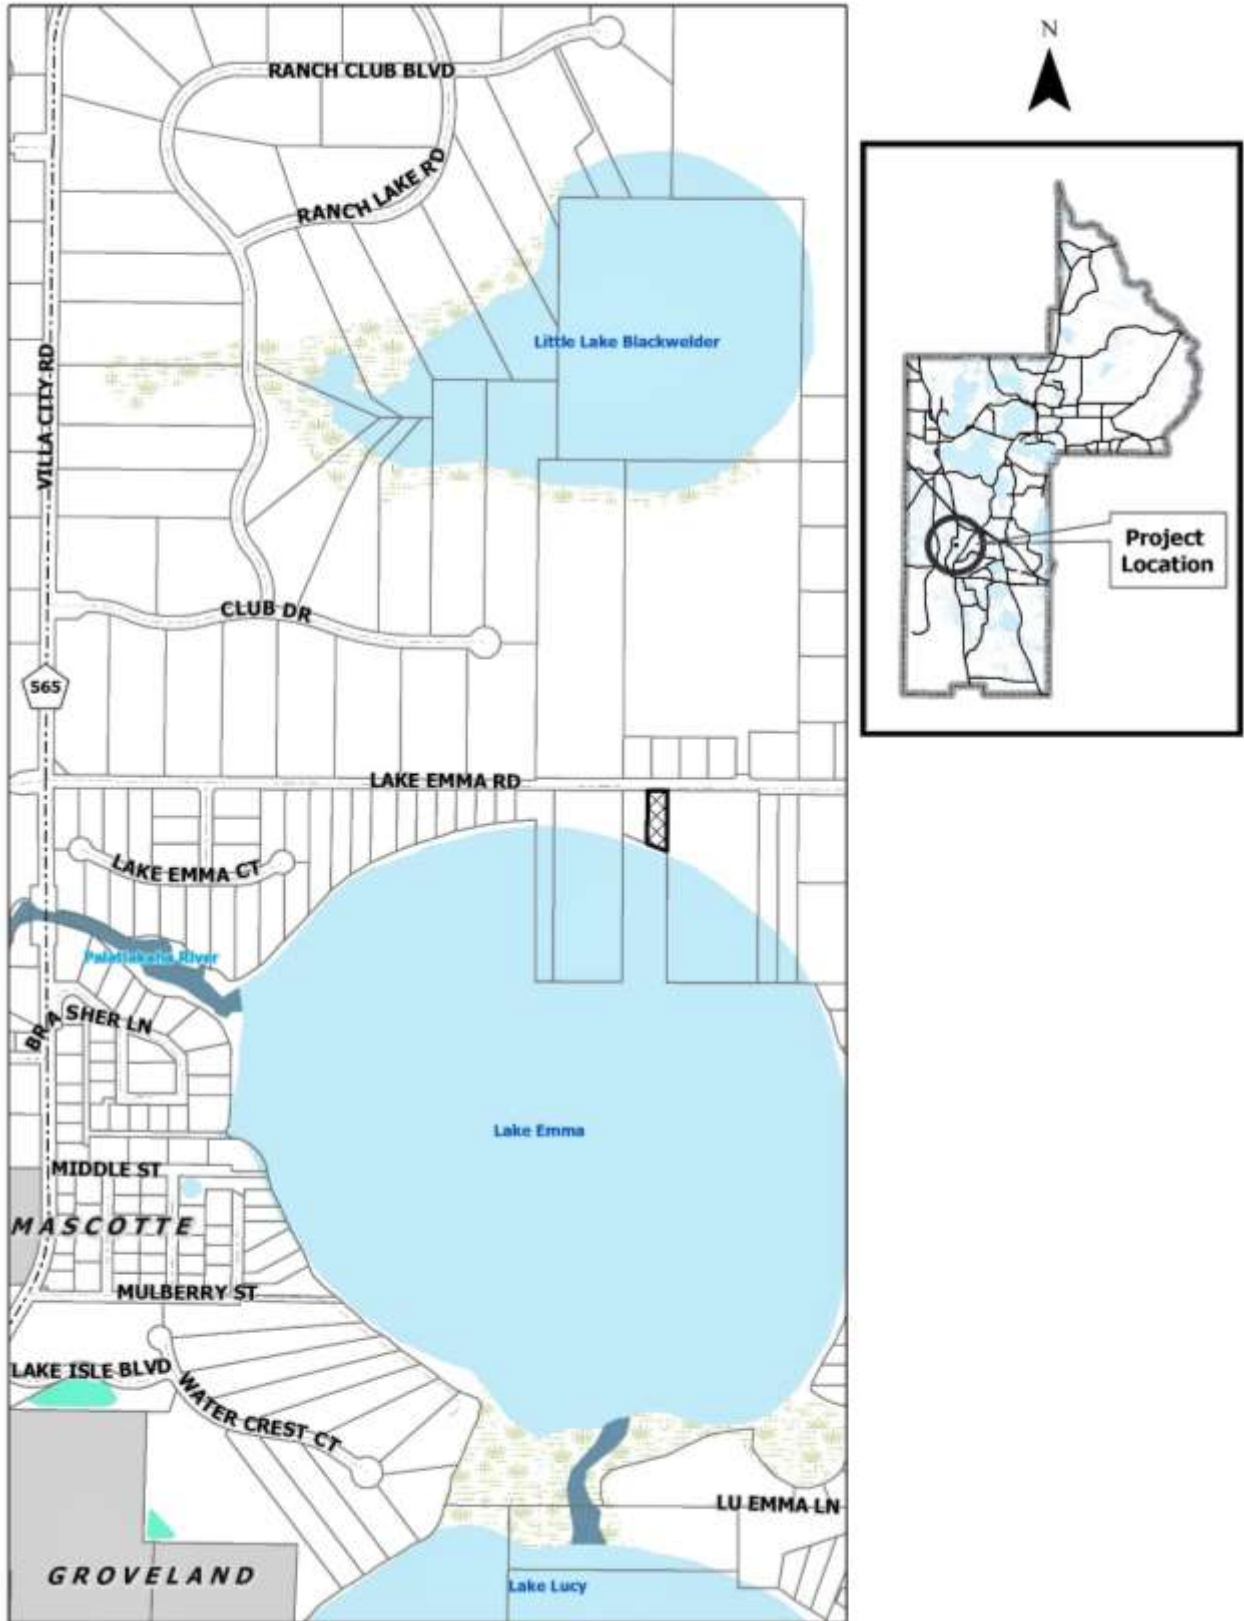 N
RANCH CLUB BLVD
RANCH LAKE RD
Little Lake Blackwelder
VILLA CITY RD
Project
Location
CLUB DR
565
LAKE EMMA RD
LAKE EMMA CT
Palatlakaha River
BRA SHER LN
Lake Emma
MIDDLE ST
MASCOTTE
MULBERRY ST
LAKE ISLE BLVD
WATER CREST CT
LU EMMA LN
GROVELAND
Lake Lucy